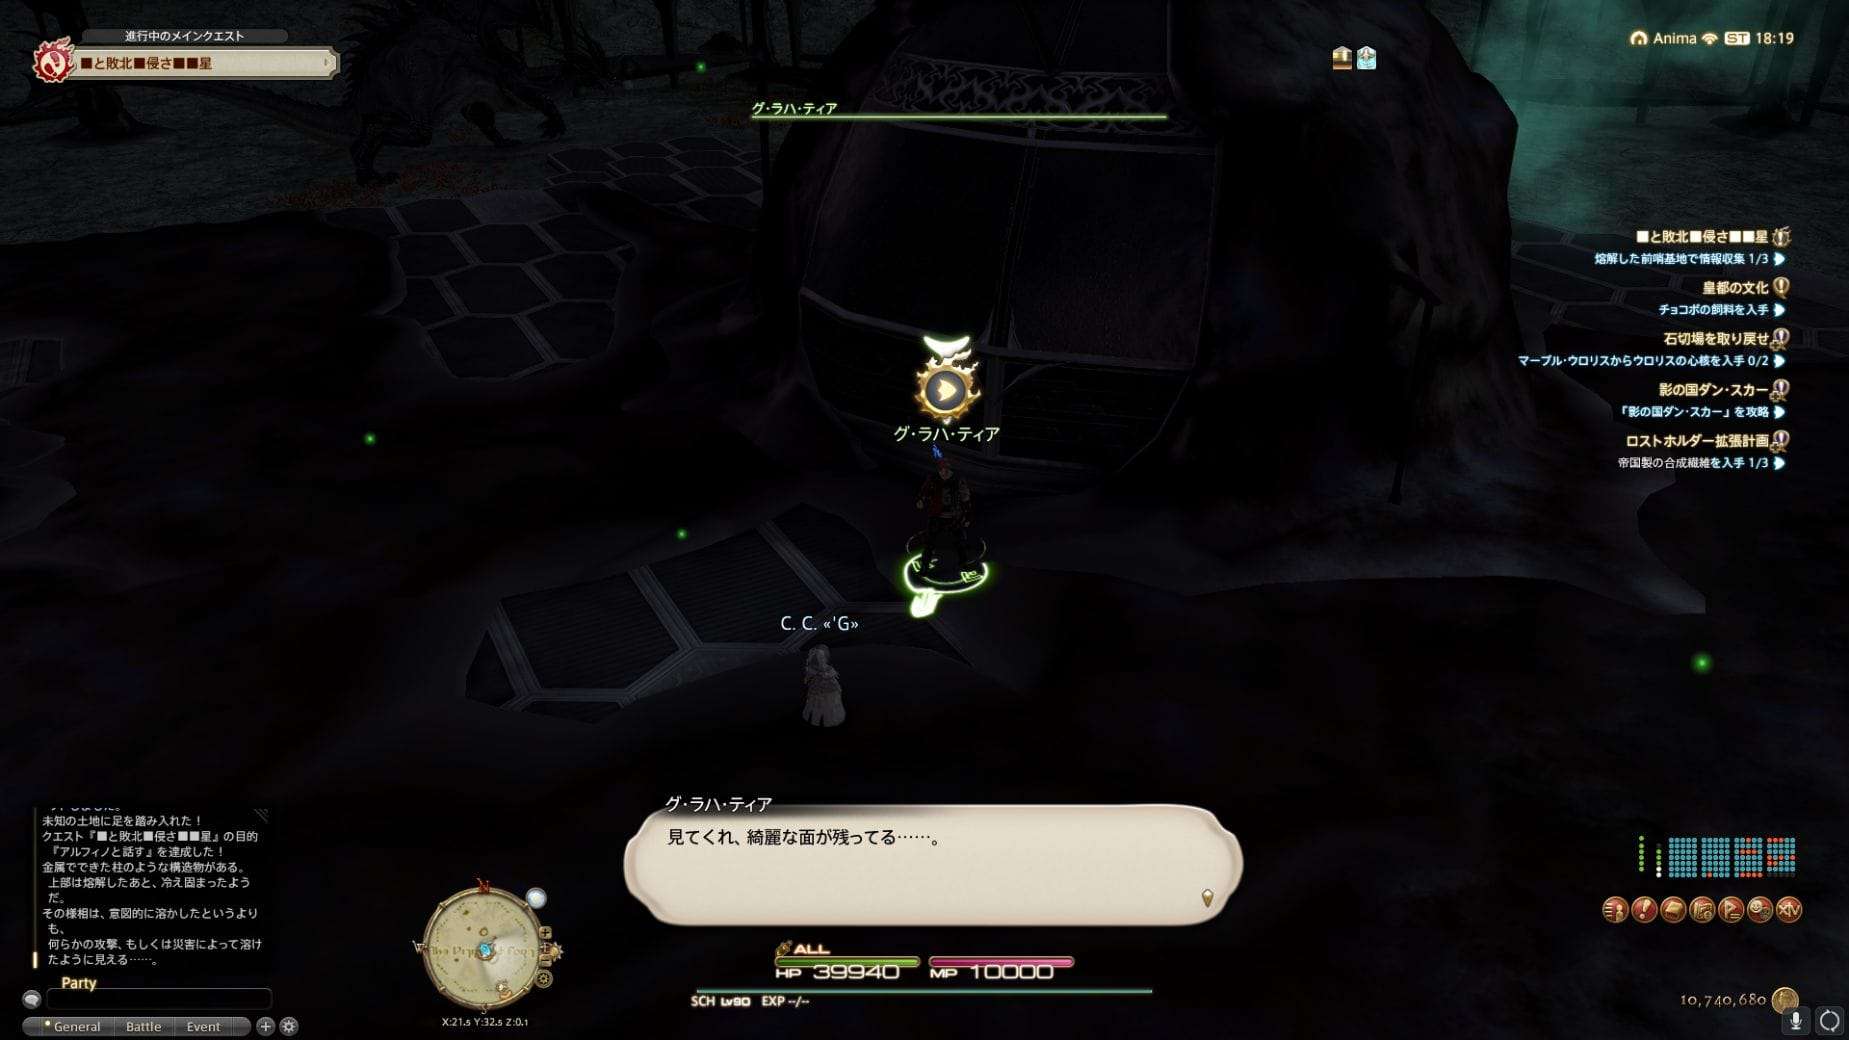 進行中のメインクエスト
■と敗北■侵さ■■星
Anima ST 18:19
グ・ラハ・ティア
■と敗北■侵さ■■星
熔解した前哨基地で情報収集 1/3
皇都の文化
チョコボの飼料を入手
石切場を取り戻せ
マーブル・ウロリスからウロリスの心核を入手 0/2
影の国ダン・スカー
「影の国ダン・スカー」を攻略
ロストホルダー拡張計画
帝国製の合成繊維を入手 1/3
グ・ラハ・ティア
C. C. «'G»
グ・ラハ・ティア
見てくれ、綺麗な面が残ってる……。
未知の土地に足を踏み入れた！
クエスト『■と敗北■侵さ■■星』の目的
『アルフィノと話す』を達成した！
金属でできた柱のような構造物がある。
上部は熔解したあと、冷え固まったよう
だ。
その様相は、意図的に溶かしたというより
も、
何らかの攻撃、もしくは災害によって溶け
たように見える……。
Party
General Battle Event
N
W
X:21.5 Y:32.5 Z:0.1
ALL
HP 39940 MP 10000
SCH Lv90 EXP --/--
XIV
10,740,680